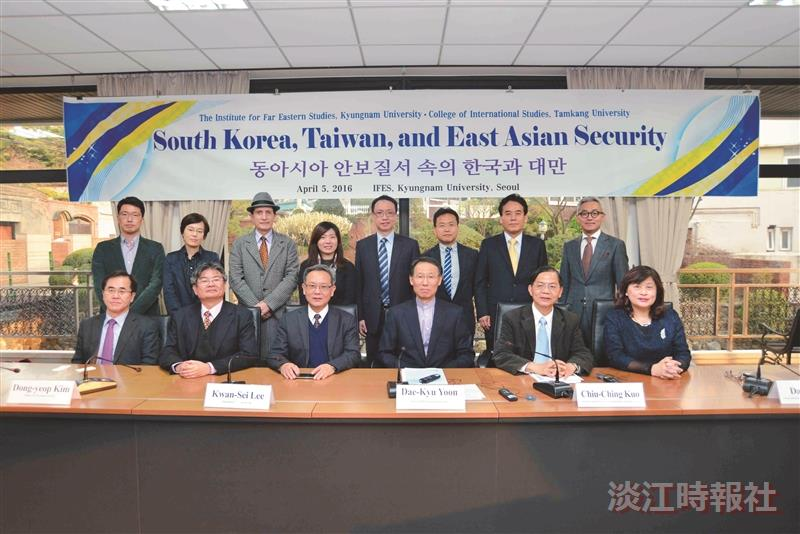 The Institute for Far Eastern Studies, Kyungnam University · College of International Studies, Tamkang University
South Korea, Taiwan, and East Asian Security
동아시아 안보질서 속의 한국과 대만
April 5, 2016 IFES, Kyungnam University, Seoul
Dong-yeop Kim
Kwan-Sei Lee
Dae-Kyu Yoon
Chiu-Ching Kuo
淡江時報社